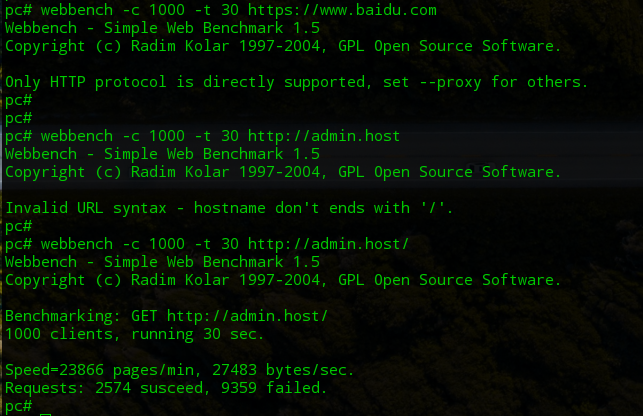 pc# webbench -c 1000 -t 30 https://www.baidu.com
Webbench - Simple Web Benchmark 1.5
Copyright (c) Radim Kolar 1997-2004, GPL Open Source Software.
Only HTTP protocol is directly supported, set --proxy for others.
pc#
pc#
pc# webbench -c 1000 -t 30 http://admin.host
Webbench - Simple Web Benchmark 1.5
Copyright (c) Radim Kolar 1997-2004, GPL Open Source Software.
Invalid URL syntax - hostname don't ends with '/'.
pc#
pc# webbench -c 1000 -t 30 http://admin.host/
Webbench - Simple Web Benchmark 1.5
Copyright (c) Radim Kolar 1997-2004, GPL Open Source Software.
Benchmarking: GET http://admin.host/
1000 clients, running 30 sec.
Speed=23866 pages/min, 27483 bytes/sec.
Requests: 2574 susceed, 9359 failed.
pc#